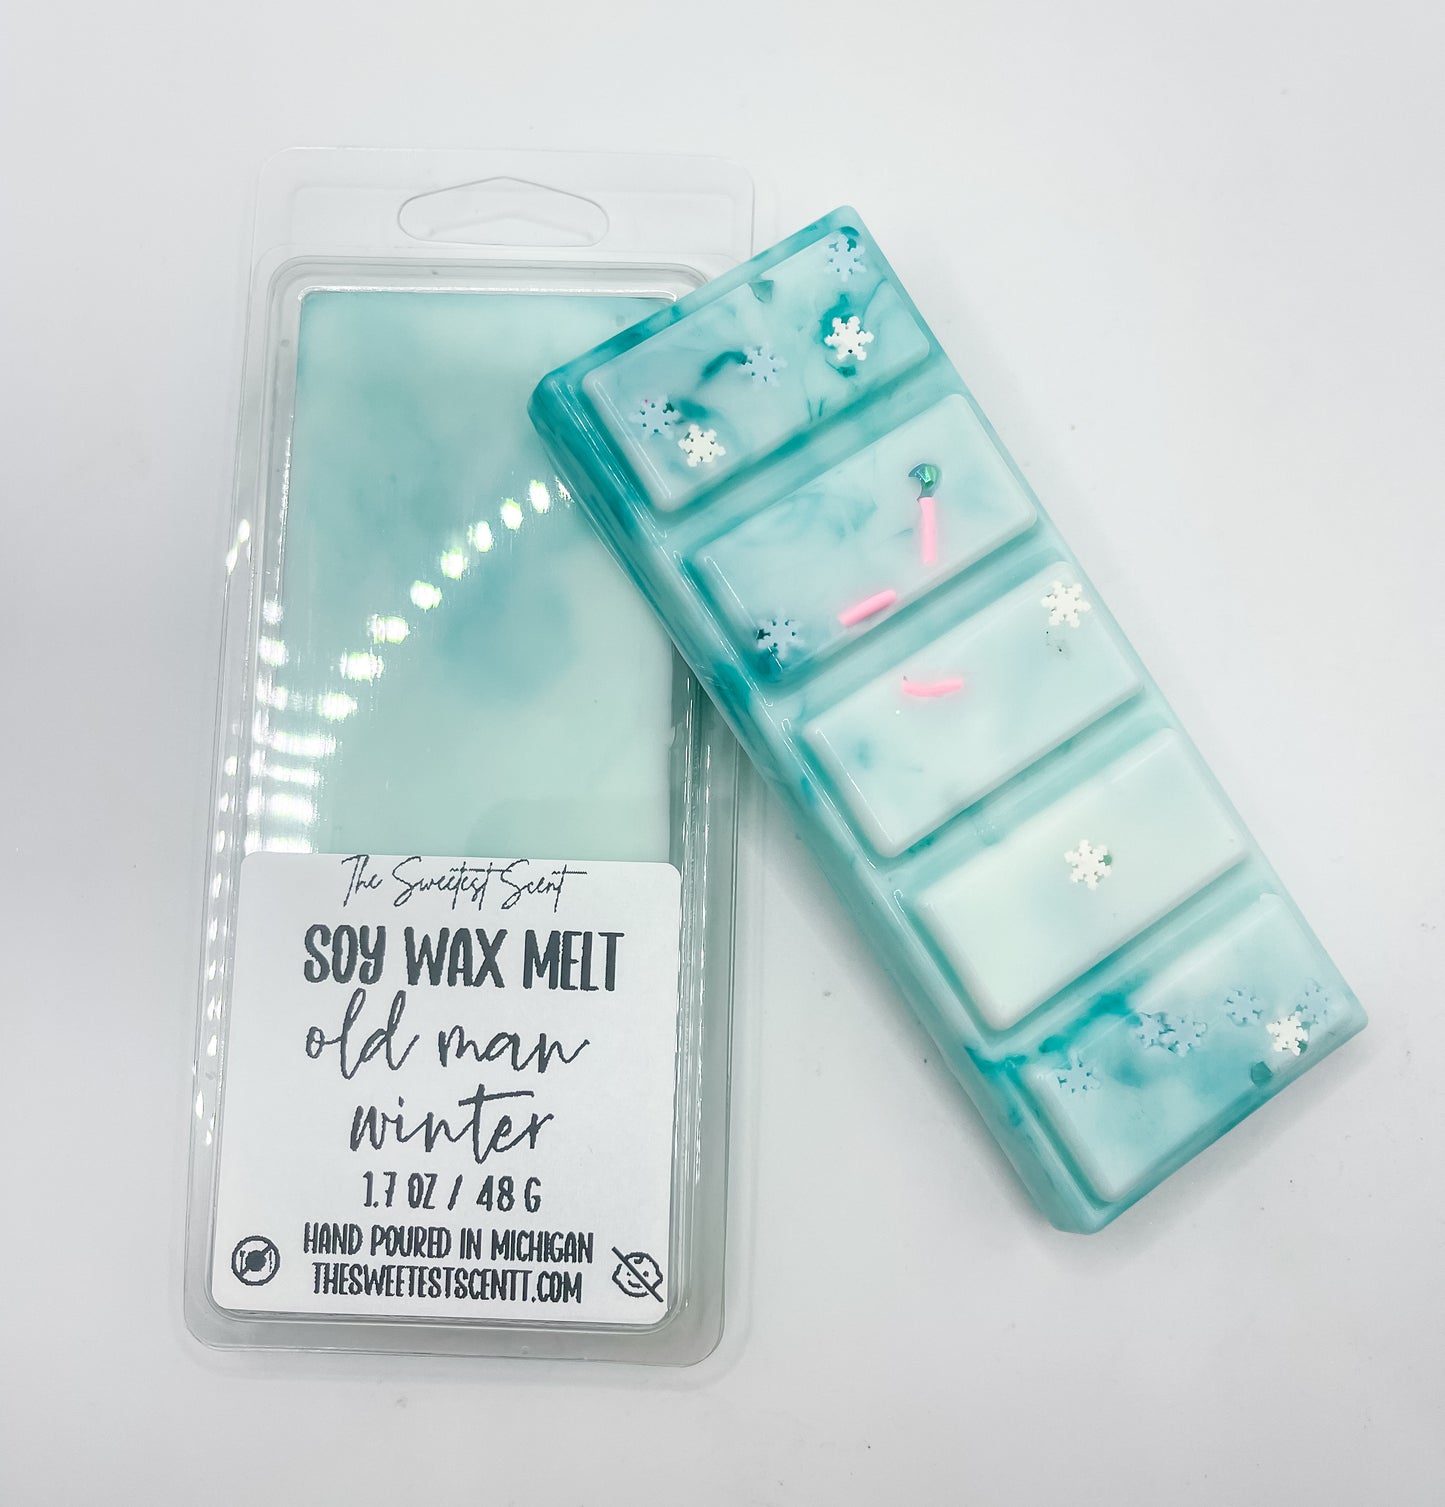 The Sweetest Scent
SOY WAX MELT
old man
winter
1.7 OZ / 48 G
HAND POURED IN MICHIGAN
THESWEETESTSCENTT.COM